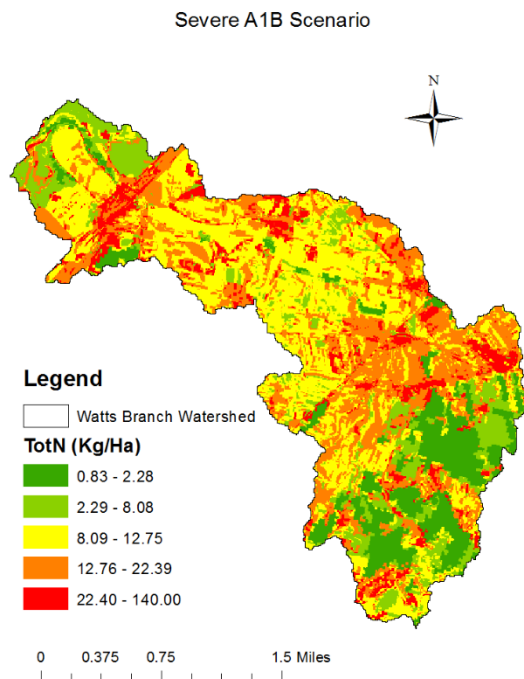 Severe A1B Scenario
N
Legend
Watts Branch Watershed
TotN (Kg/Ha)
0.83 - 2.28
2.29 - 8.08
8.09 - 12.75
12.76 - 22.39
22.40 - 140.00
0 0.375 0.75 1.5 Miles